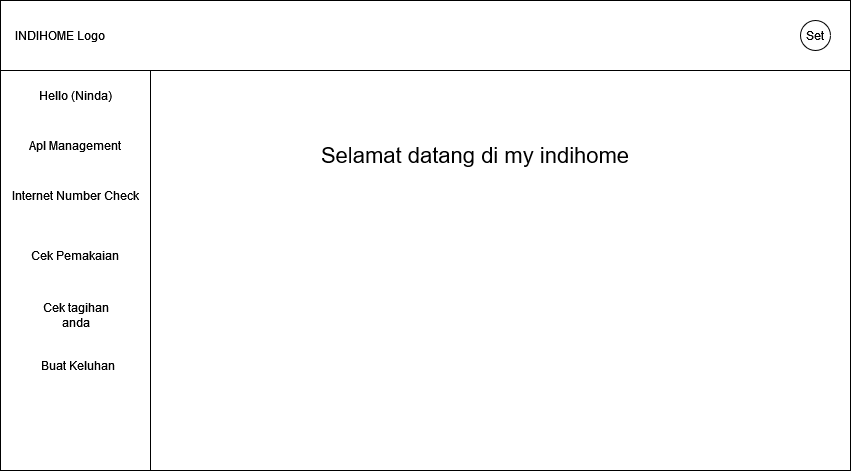 INDIHOME Logo
Set
Hello (Ninda)
ApI Management
Internet Number Check
Cek Pemakaian
Cek tagihan
anda
Buat Keluhan
Selamat datang di my indihome